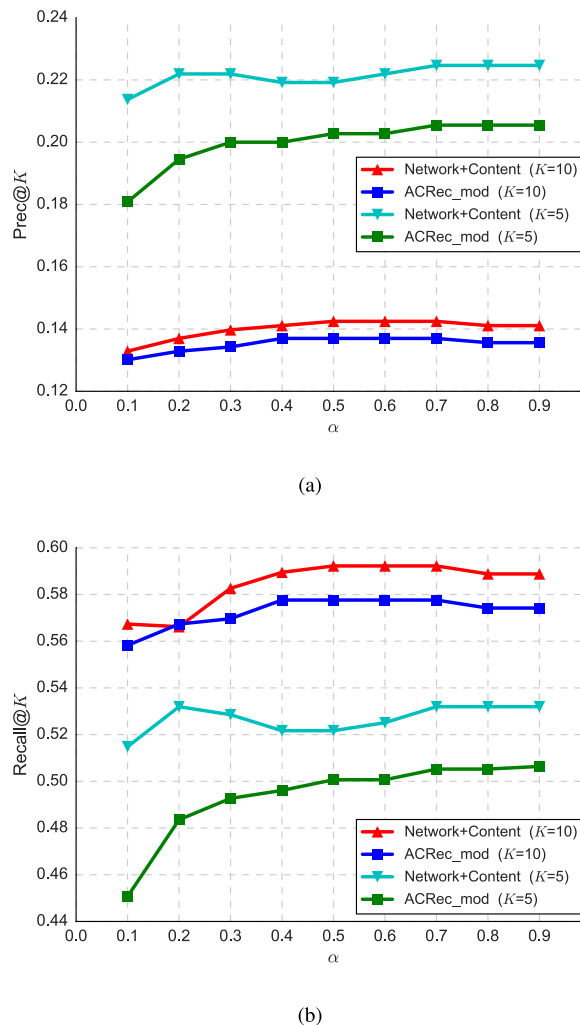 0.24
0.22
0.20
0.18
0.16
0.14
0.12
Prec@K
Network+Content (K=10)
ACRec_mod (K=10)
Network+Content (K=5)
ACRec_mod (K=5)
0.0 0.1 0.2 0.3 0.4 0.5 0.6 0.7 0.8 0.9
α
(a)
0.60
0.58
0.56
0.54
0.52
0.50
0.48
0.46
0.44
Recall@K
Network+Content (K=10)
ACRec_mod (K=10)
Network+Content (K=5)
ACRec_mod (K=5)
0.0 0.1 0.2 0.3 0.4 0.5 0.6 0.7 0.8 0.9
α
(b)